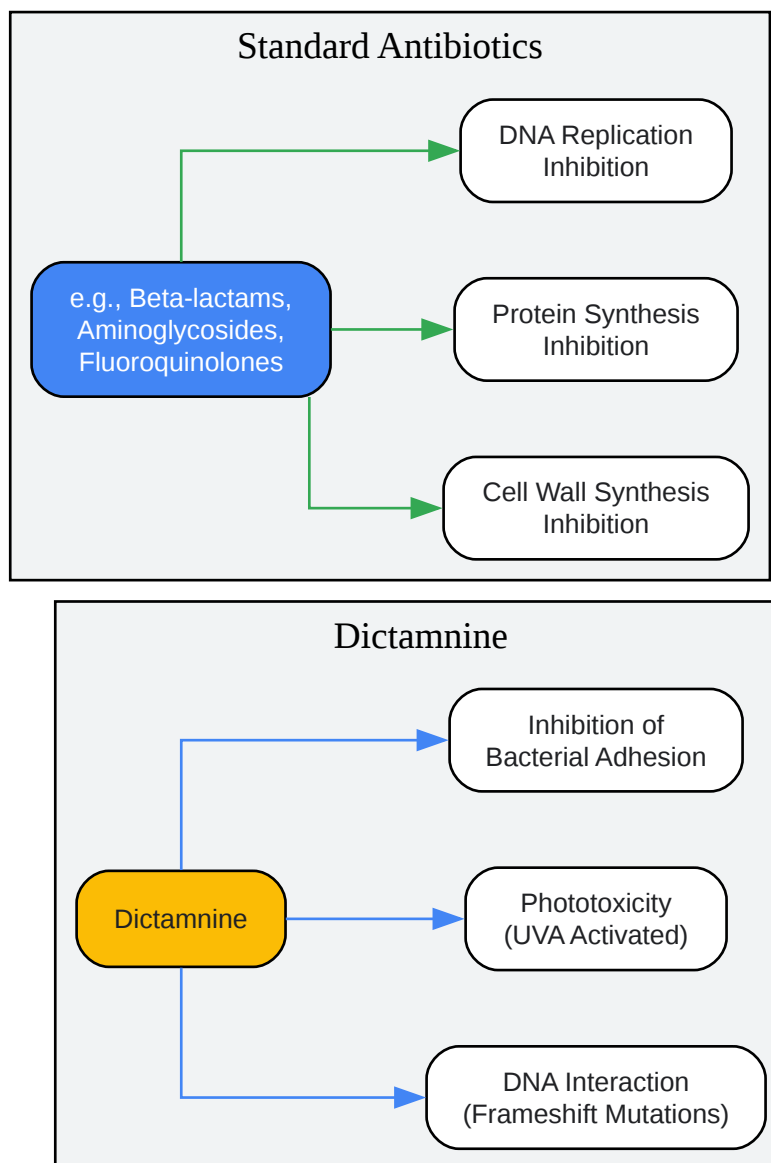 Standard Antibiotics
DNA Replication
Inhibition
e.g., Beta-lactams,
Aminoglycosides,
Fluoroquinolones
Protein Synthesis
Inhibition
Cell Wall Synthesis
Inhibition
Dictamnine
Inhibition of
Bacterial Adhesion
Dictamnine
Phototoxicity
(UVA Activated)
DNA Interaction
(Frameshift Mutations)